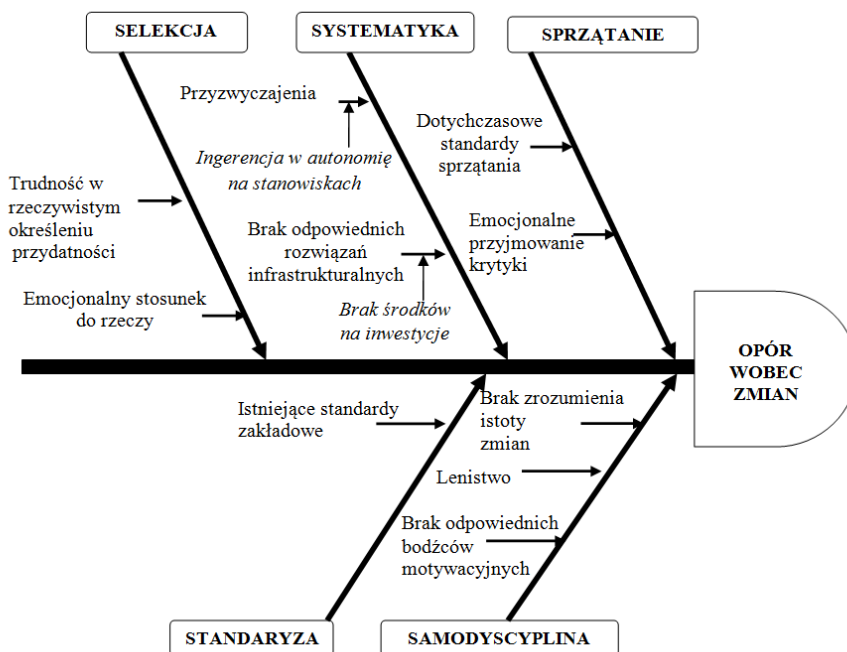 SELEKCJA
SYSTEMATYKA
SPRZĄTANIE
Przyzwyczajenia
Ingerencja w autonomię
na stanowiskach
Dotychczasowe
standardy
sprzątania
Trudność w
rzeczywistym
określeniu
przydatności
Brak odpowiednich
rozwiązań
infrastrukturalnych
Emocjonalne
przyjmowanie
krytyki
Emocjonalny stosunek
do rzeczy
Brak środków
na inwestycje
OPÓR
WOBEC
ZMIAN
Istniejące standardy
zakładowe
Brak zrozumienia
istoty
zmian
Lenistwo
Brak odpowiednich
bodźców
motywacyjnych
STANDARYZA
SAMODYSCYPLINA